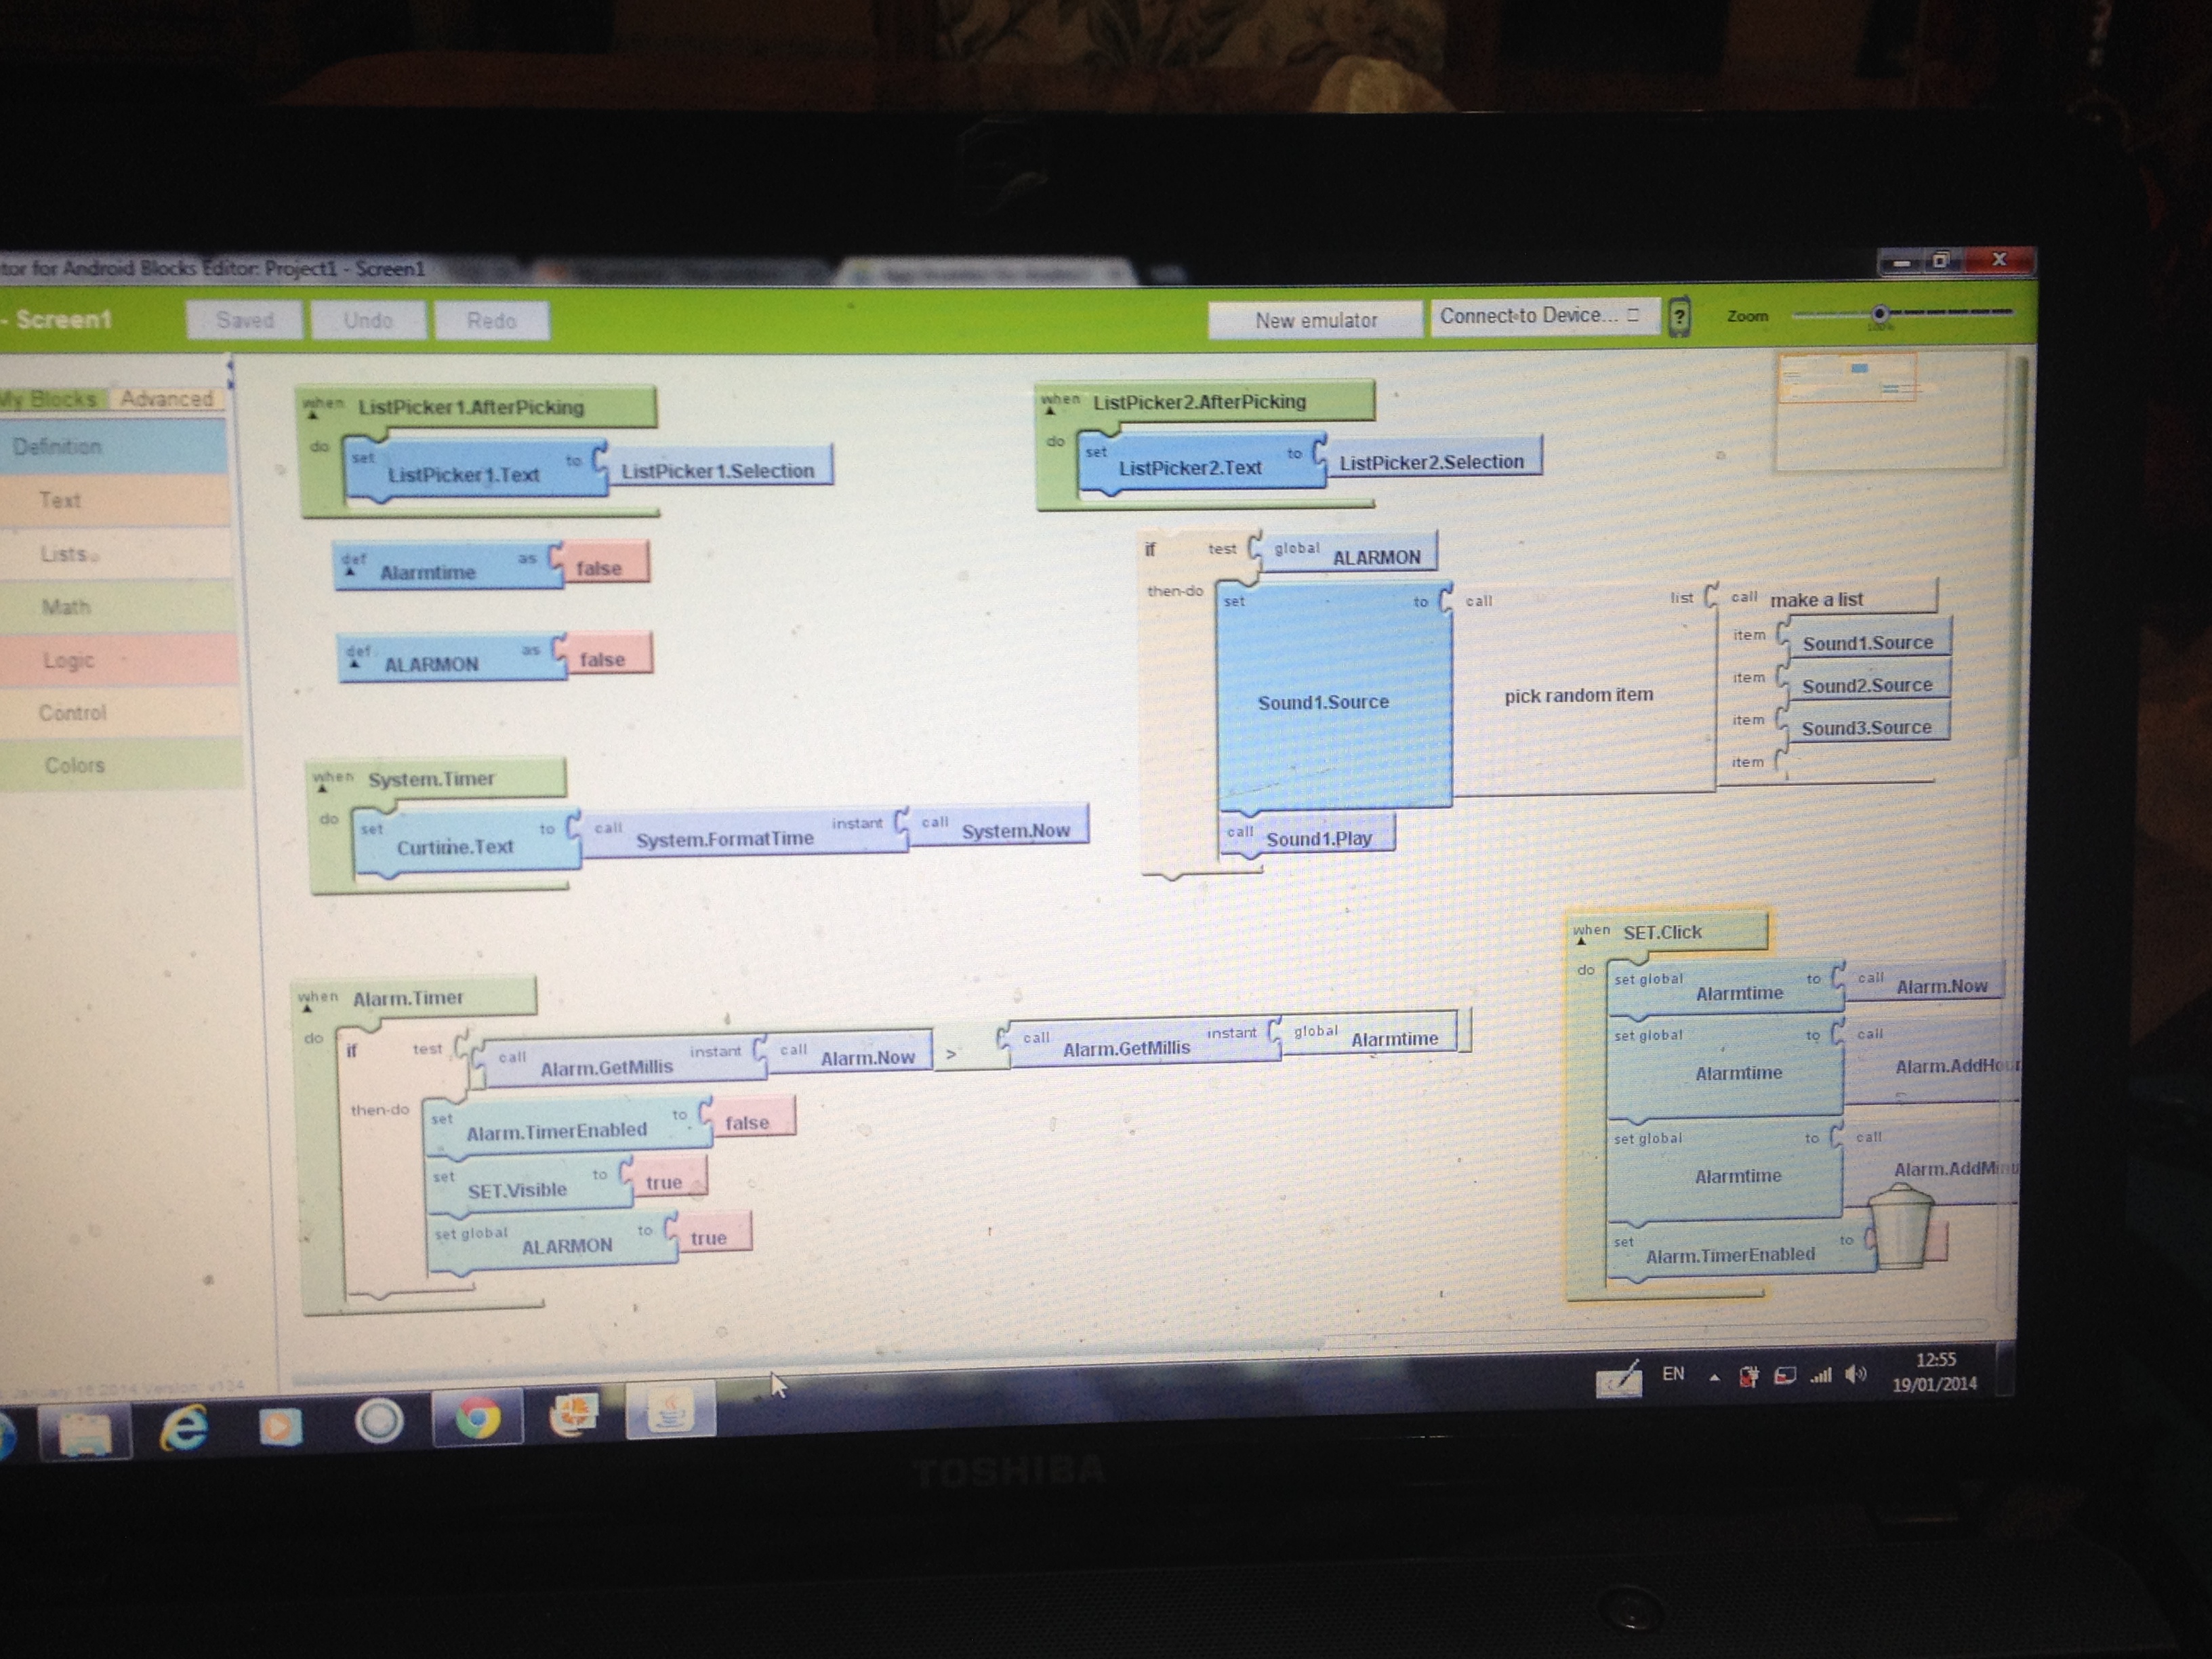 tor for Android Blocks Editor: Project1 - Screen1
- Screen1 Saved Undo Redo New emulator Connect to Device... ? Zoom
100%
My Blocks Advanced
Definition
Text
Lists
Math
Logic
Control
Colors
when ListPicker1.AfterPicking
do set ListPicker1.Text to ListPicker1.Selection
when ListPicker2.AfterPicking
do set ListPicker2.Text to ListPicker2.Selection
def Alarmtime as false
def ALARMON as false
if test global ALARMON
then-do set Sound1.Source to call pick random item list call make a list
item Sound1.Source
item Sound2.Source
item Sound3.Source
item
call Sound1.Play
when System.Timer
do set Curtime.Text to call System.FormatTime instant call System.Now
when Alarm.Timer
do if test call Alarm.GetMillis instant call Alarm.Now > call Alarm.GetMillis instant global Alarmtime
then-do set Alarm.TimerEnabled to false
set SET.Visible to true
set global ALARMON to true
when SET.Click
do set global Alarmtime to call Alarm.Now
set global Alarmtime to call Alarm.AddHour
set global Alarmtime to call Alarm.AddMinu
set Alarm.TimerEnabled to
January 16 2014 Version: v134
EN 12:55
19/01/2014
TOSHIBA